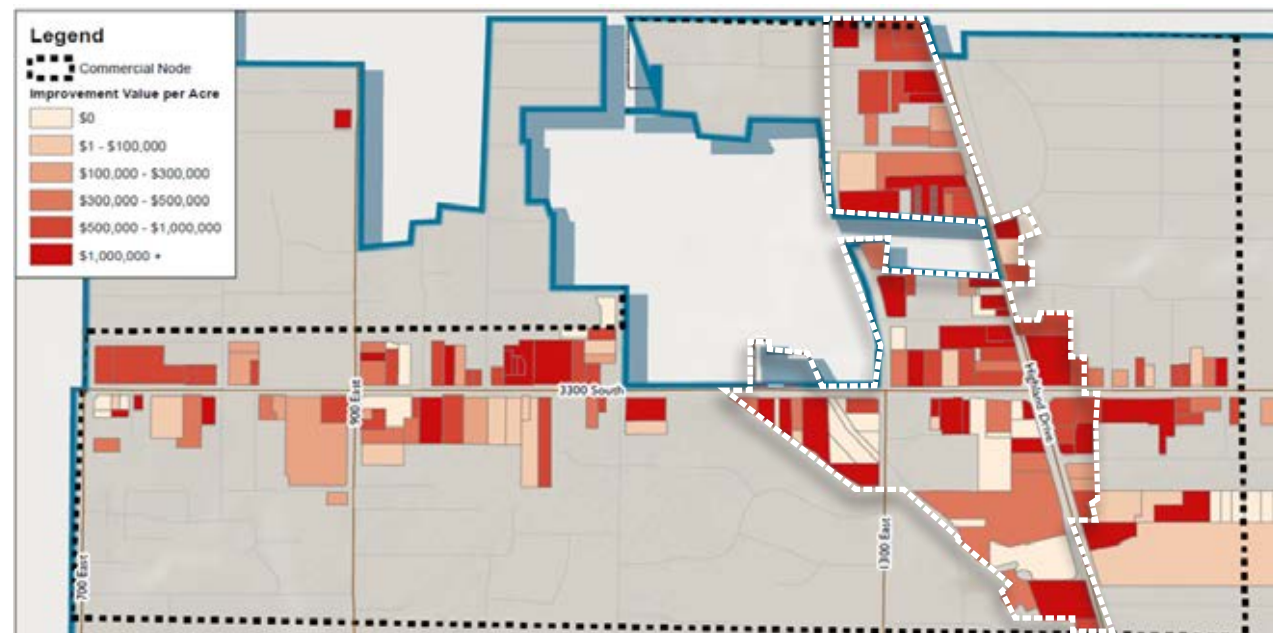 Legend
Commercial Node
Improvement Value per Acre
$0
$1 - $100,000
$100,000 - $300,000
$300,000 - $500,000
$500,000 - $1,000,000
$1,000,000 +
900 East
3300 South
Highland Drive
700 East
1300 East